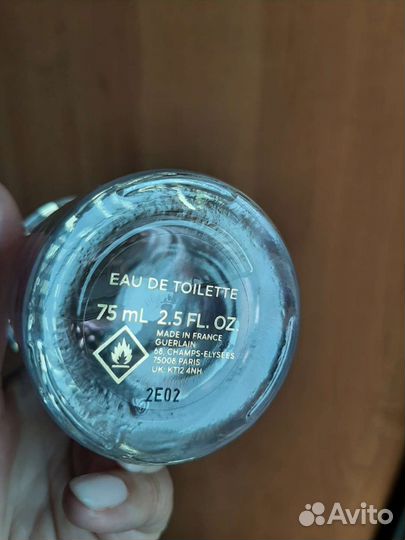 EAU DE TOILETTE
75 mL 2.5 FL. OZ.
MADE IN FRANCE
GUERLAIN
68, CHAMPS-ELYSEES
75008 PARIS
UK: KT12 4NH
2E02
Avito